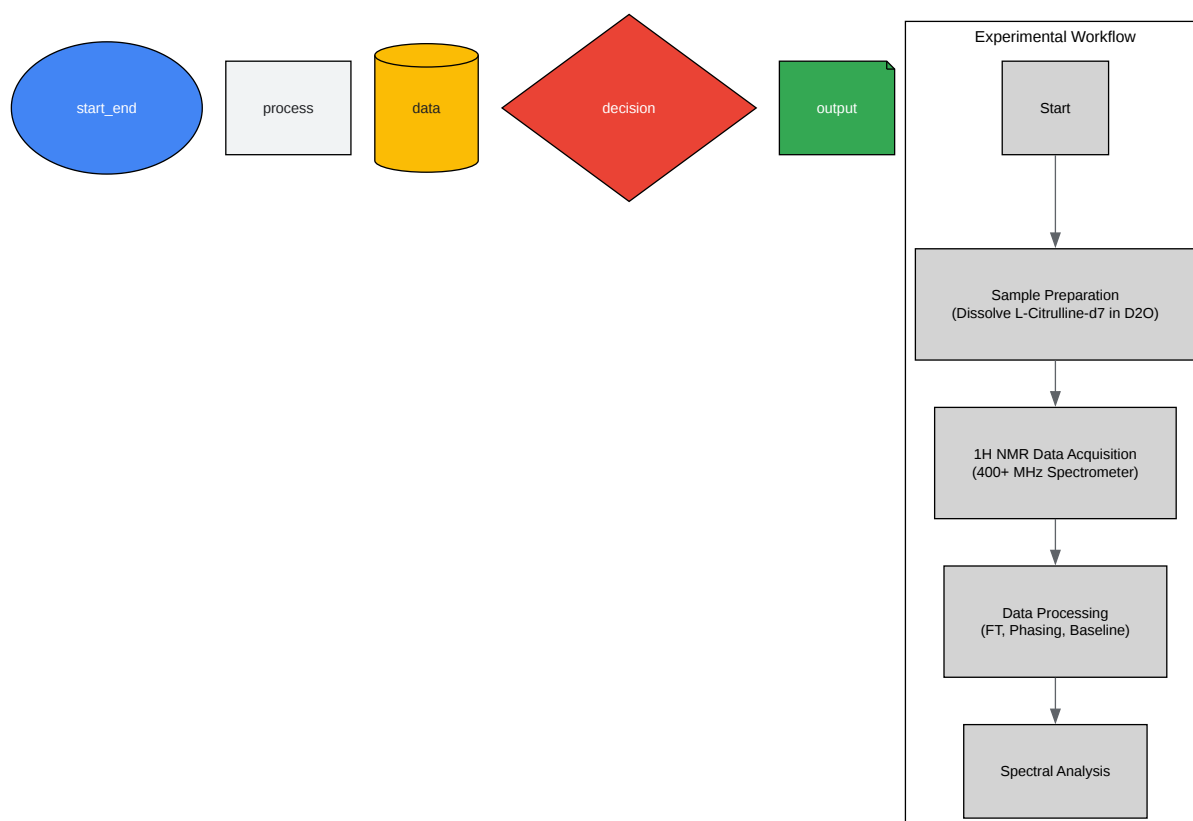 start_end
process
data
decision
output
Experimental Workflow
Start
Sample Preparation
(Dissolve L-Citrulline-d7 in D2O)
1H NMR Data Acquisition
(400+ MHz Spectrometer)
Data Processing
(FT, Phasing, Baseline)
Spectral Analysis